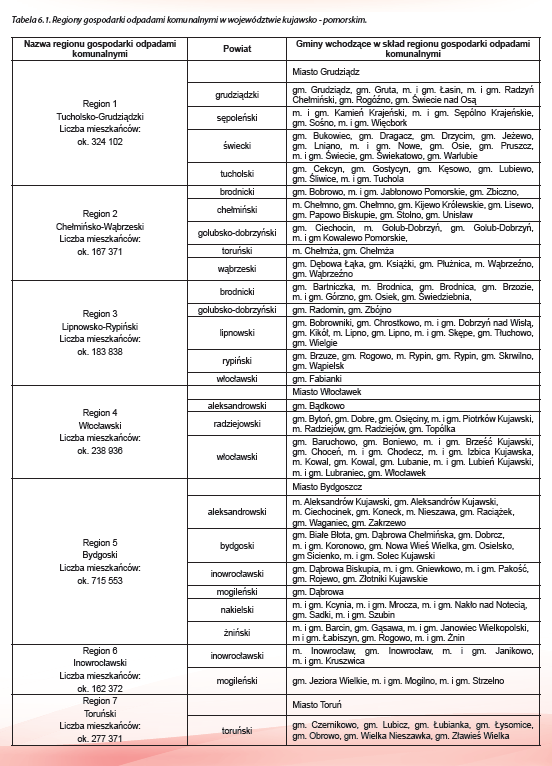 Tabela 6.1. Regiony gospodarki odpadami komunalnymi w województwie kujawsko - pomorskim.
Nazwa regionu gospodarki odpadami komunalnymi
Powiat
Gminy wchodzące w skład regionu gospodarki odpadami komunalnymi
Region 1
Tucholsko-Grudziądzki
Liczba mieszkańców:
ok. 324 102
Miasto Grudziądz
grudziądzki
gm. Grudziądz, gm. Gruta, m. i gm. Łasin, m. i gm. Radzyń
Chełmiński, gm. Rogóźno, gm. Świecie nad Osą
sępoleński
m. i gm. Kamień Krajeński, m. i gm. Sępólno Krajeńskie,
gm. Sośno, m. i gm. Więcbork
świecki
gm. Bukowiec, gm. Dragacz, gm. Drzycim, gm. Jeżewo,
gm. Lniano, m. i gm. Nowe, gm. Osie, gm. Pruszcz,
m. i gm. Świecie, gm. Świekatowo, gm. Warlubie
tucholski
gm. Cekcyn, gm. Gostycyn, gm. Kęsowo, gm. Lubiewo,
gm. Śliwice, m. i gm. Tuchola
Region 2
Chełmińsko-Wąbrzeski
Liczba mieszkańców:
ok. 167 371
brodnicki
gm. Bobrowo, m. i gm. Jabłonowo Pomorskie, gm. Zbiczno,
chełmiński
m. Chełmno, gm. Chełmno, gm. Kijewo Królewskie, gm. Lisewo,
gm. Papowo Biskupie, gm. Stolno, gm. Unisław
golubsko-dobrzyński
gm. Ciechocin, m. Golub-Dobrzyń, gm. Golub-Dobrzyń,
m. i gm Kowalewo Pomorskie,
toruński
m. Chełmża, gm. Chełmża
wąbrzeski
gm. Dębowa Łąka, gm. Książki, gm. Płużnica, m. Wąbrzeźno,
gm. Wąbrzeźno
Region 3
Lipnowsko-Rypiński
Liczba mieszkańców:
ok. 183 838
brodnicki
gm. Bartniczka, m. Brodnica, gm. Brodnica, gm. Brzozie,
m. i gm. Górzno, gm. Osiek, gm. Świedziebnia,
golubsko-dobrzyński
gm. Radomin, gm. Zbójno
lipnowski
gm. Bobrowniki, gm. Chrostkowo, m. i gm. Dobrzyń nad Wisłą,
gm. Kikół, m. Lipno, gm. Lipno, m. i gm. Skępe, gm. Tłuchowo,
gm. Wielgie
rypiński
gm. Brzuze, gm. Rogowo, m. Rypin, gm. Rypin, gm. Skrwilno,
gm. Wąpielsk
włocławski
gm. Fabianki
Region 4
Włocławski
Liczba mieszkańców:
ok. 238 936
Miasto Włocławek
aleksandrowski
gm. Bądkowo
radziejowski
gm. Bytoń, gm. Dobre, gm. Osięciny, m. i gm. Piotrków Kujawski,
m. Radziejów, gm. Radziejów, gm. Topólka
włocławski
gm. Baruchowo, gm. Boniewo, m. i gm. Brześć Kujawski,
gm. Choceń, m. i gm. Chodecz, m. i gm. Izbica Kujawska,
m. Kowal, gm. Kowal, gm. Lubanie, m. i gm. Lubień Kujawski,
m. i gm. Lubraniec, gm. Włocławek
Region 5
Bydgoski
Liczba mieszkańców:
ok. 715 553
Miasto Bydgoszcz
aleksandrowski
m. Aleksandrów Kujawski, gm. Aleksandrów Kujawski,
m. Ciechocinek, gm. Koneck, m. Nieszawa, gm. Raciążek,
gm. Waganiec, gm. Zakrzewo
bydgoski
gm. Białe Błota, gm. Dąbrowa Chełmińska, gm. Dobrcz,
m. i gm. Koronowo, gm. Nowa Wieś Wielka, gm. Osielsko,
gm Sicienko, m. i gm. Solec Kujawski
inowrocławski
gm. Dąbrowa Biskupia, m. i gm. Gniewkowo, m. i gm. Pakość,
gm. Rojewo, gm. Złotniki Kujawskie
mogileński
gm. Dąbrowa
nakielski
m. i gm. Kcynia, m. i gm. Mrocza, m. i gm. Nakło nad Notecią,
gm. Sadki, m. i gm. Szubin
żniński
m. i gm. Barcin, gm. Gąsawa, m. i gm. Janowiec Wielkopolski,
m i gm. Łabiszyn, gm. Rogowo, m. i gm. Żnin
Region 6
Inowrocławski
Liczba mieszkańców:
ok. 162 372
inowrocławski
m. Inowrocław, gm. Inowrocław, m. i gm. Janikowo,
m. i gm. Kruszwica
mogileński
gm. Jeziora Wielkie, m. i gm. Mogilno, m. i gm. Strzelno
Region 7
Toruński
Liczba mieszkańców:
ok. 277 371
Miasto Toruń
toruński
gm. Czernikowo, gm. Lubicz, gm. Łubianka, gm. Łysomice,
gm. Obrowo, gm. Wielka Nieszawka, gm. Zławieś Wielka